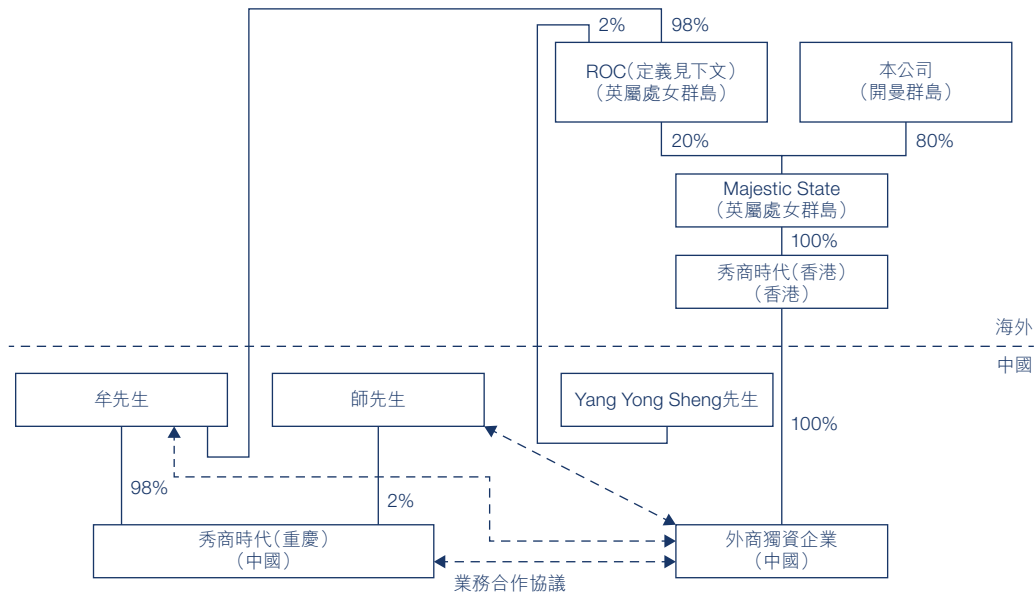 2%
98%
ROC(定義見下文)
(英屬處女群島)
本公司
(開曼群島)
20%
80%
Majestic State
(英屬處女群島)
100%
秀商時代(香港)
(香港)
海外
中國
牟先生
師先生
Yang Yong Sheng先生
100%
98%
2%
秀商時代(重慶)
(中國)
外商獨資企業
(中國)
業務合作協議